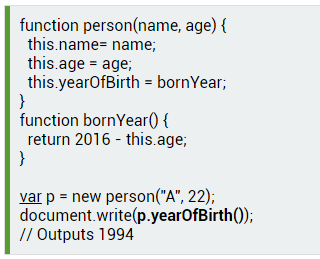 function person(name, age) {
  this.name= name;
  this.age = age;
  this.yearOfBirth = bornYear;
}
function bornYear() {
  return 2016 - this.age;
}

var p = new person("A", 22);
document.write(p.yearOfBirth());
// Outputs 1994